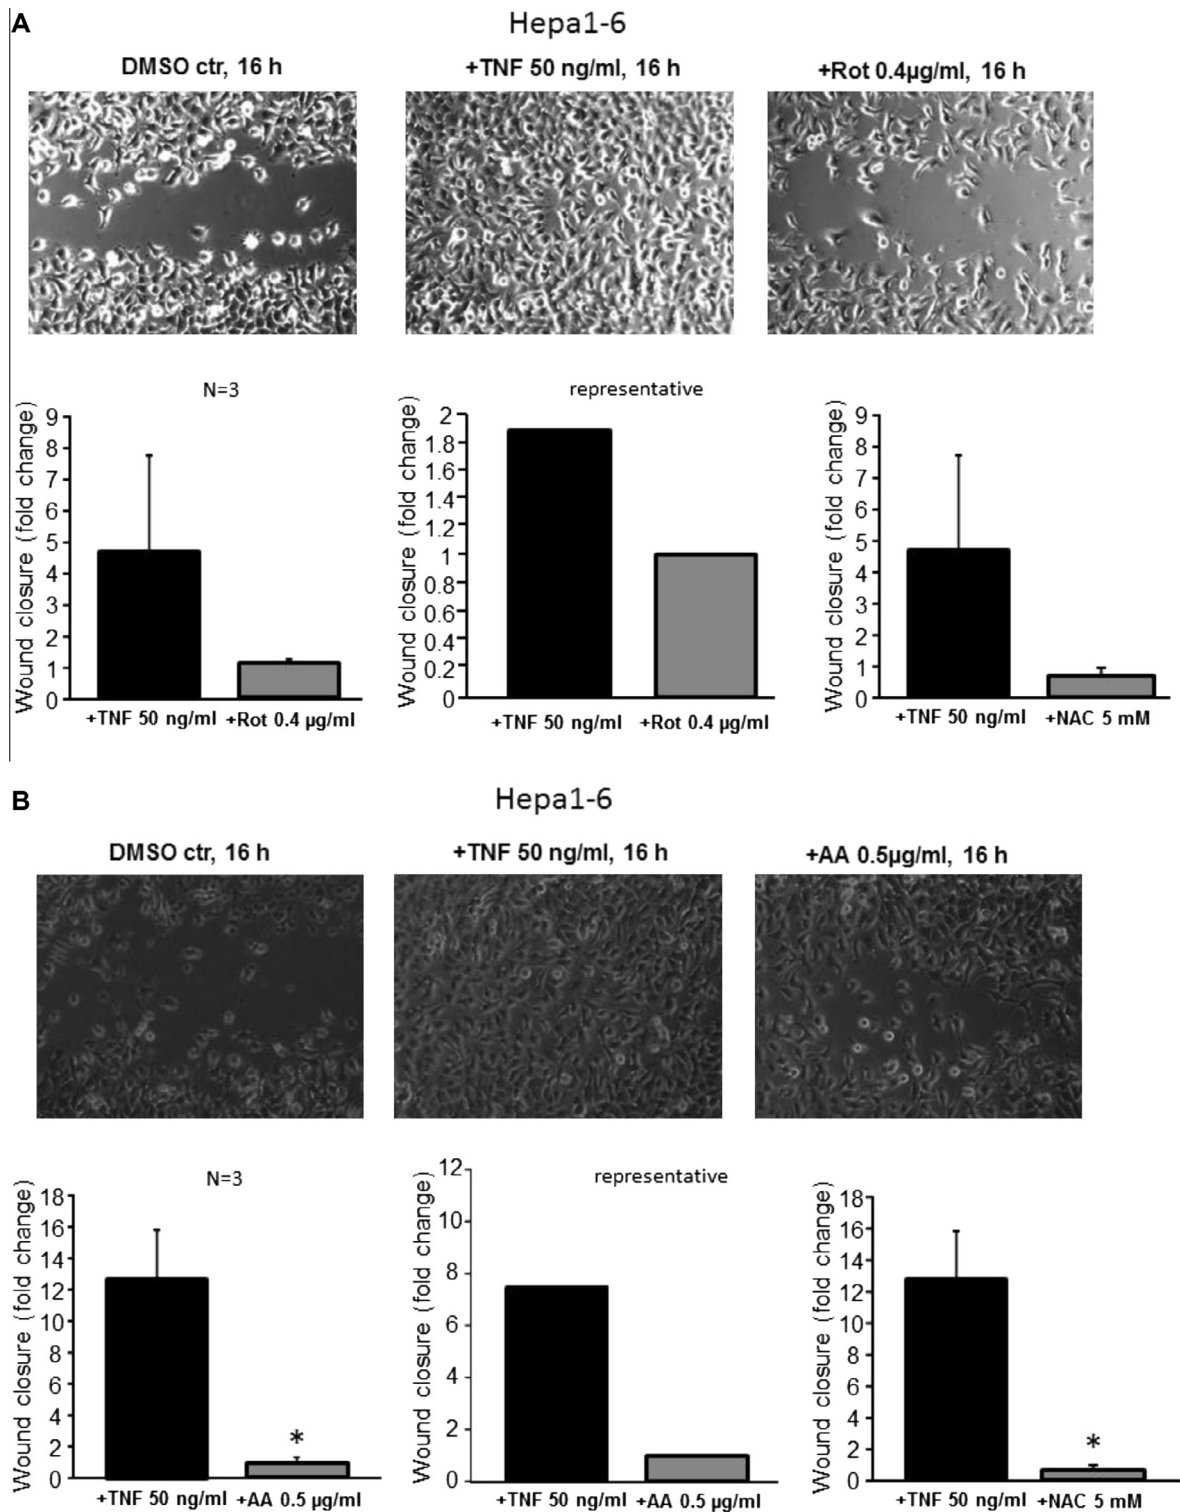 A
Hepa1-6
DMSO ctr, 16 h
+TNF 50 ng/ml, 16 h
+Rot 0.4µg/ml, 16 h
N=3
Wound closure (fold change)
9
8
7
6
5
4
3
2
1
0
+TNF 50 ng/ml
+Rot 0.4 µg/ml
representative
Wound closure (fold change)
2
1.8
1.6
1.4
1.2
1
0.8
0.6
0.4
0.2
0
+TNF 50 ng/ml
+Rot 0.4 µg/ml
Wound closure (fold change)
9
8
7
6
5
4
3
2
1
0
+TNF 50 ng/ml
+NAC 5 mM
B
Hepa1-6
DMSO ctr, 16 h
+TNF 50 ng/ml, 16 h
+AA 0.5µg/ml, 16 h
N=3
Wound closure (fold change)
18
16
14
12
10
8
6
4
2
0
*
+TNF 50 ng/ml
+AA 0.5 µg/ml
representative
Wound closure (fold change)
12
10
8
6
4
2
0
+TNF 50 ng/ml
+AA 0.5 µg/ml
Wound closure (fold change)
18
16
14
12
10
8
6
4
2
0
*
+TNF 50 ng/ml
+NAC 5 mM